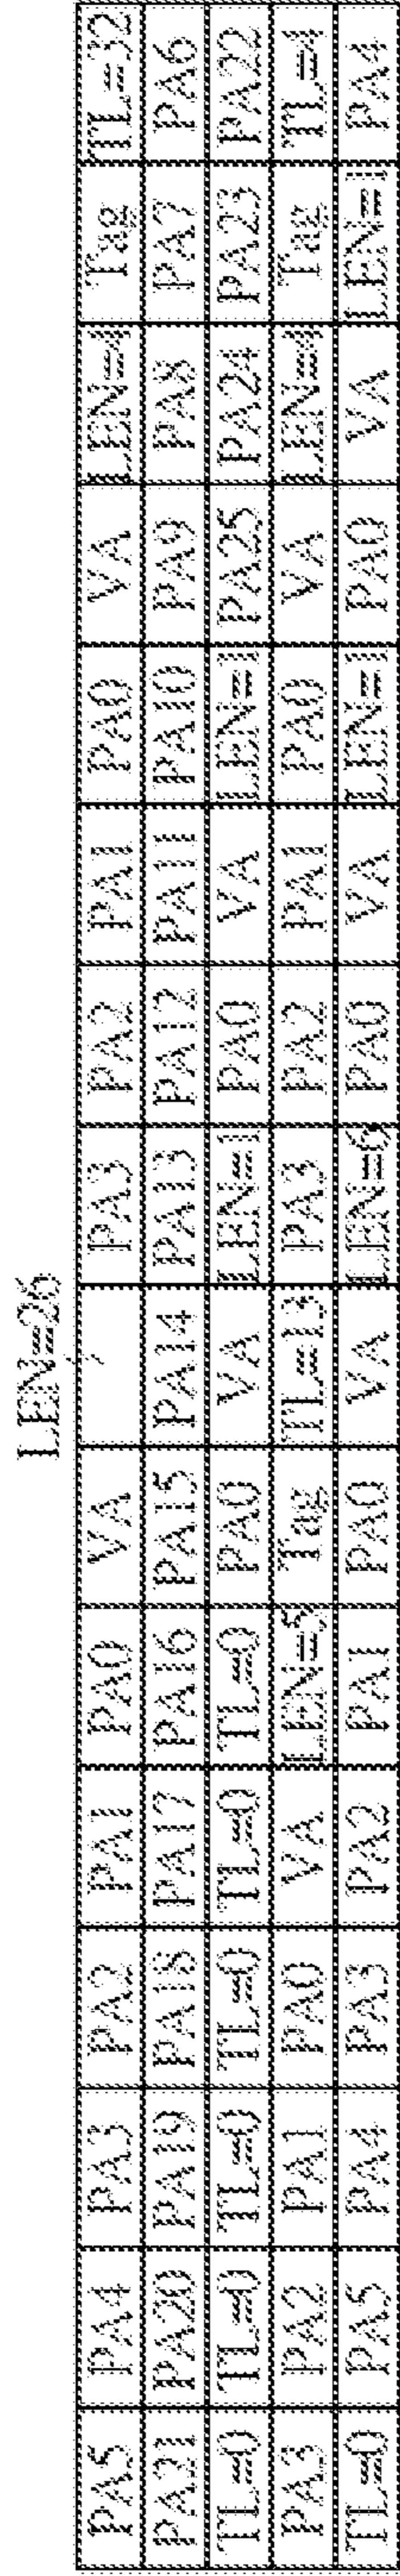 LEN=26
PA5 PA4 PA3 PA2 PA1 PA0 VA PA3 PA2 PA1 PA0 VA LEN=4 Tag TL=32
PA21 PA20 PA19 PA18 PA17 PA16 PA15 PA14 PA13 PA12 PA11 PA10 PA9 PA8 PA7 PA6
TL=0 TL=0 TL=0 TL=0 TL=0 TL=0 PA0 VA LEN=1 PA0 VA LEN=1 PA25 PA24 PA23 PA22
PA3 PA2 PA1 PA0 VA LEN=5 Tag TL=13 PA3 PA2 PA1 PA0 VA LEN=4 Tag TL=4
TL=0 PA5 PA4 PA3 PA2 PA1 PA0 VA LEN=6 PA0 VA LEN=1 PA0 VA LEN=1 PA4